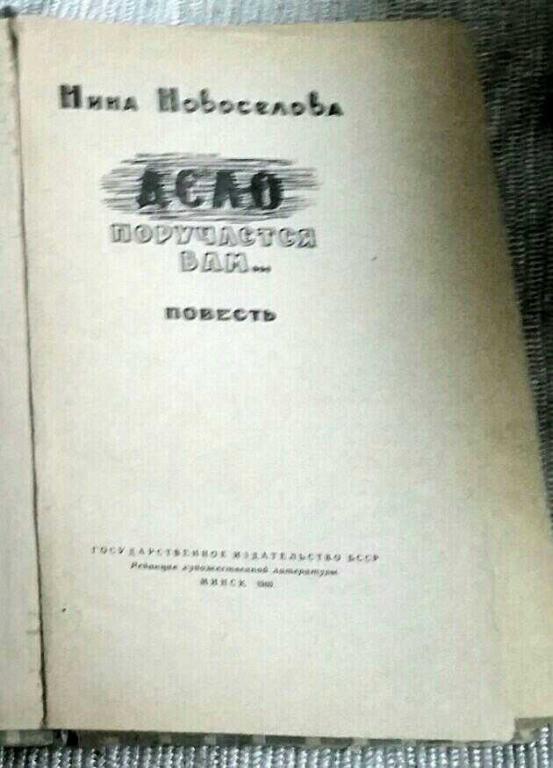 Нина Новоселова
ДЕЛО
ПОРУЧАЕТСЯ
ВАМ...
ПОВЕСТЬ
ГОСУДАРСТВЕННОЕ ИЗДАТЕЛЬСТВО БССР
Редакция художественной литературы
МИНСК